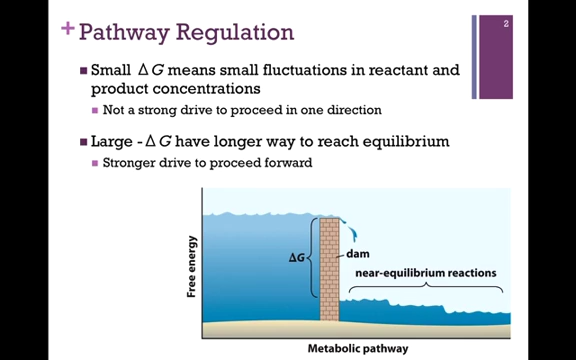 2
+ Pathway Regulation
■ Small Δ G means small fluctuations in reactant and
product concentrations
■ Not a strong drive to proceed in one direction
■ Large - Δ G have longer way to reach equilibrium
■ Stronger drive to proceed forward
Free energy
ΔG
dam
near-equilibrium reactions
Metabolic pathway